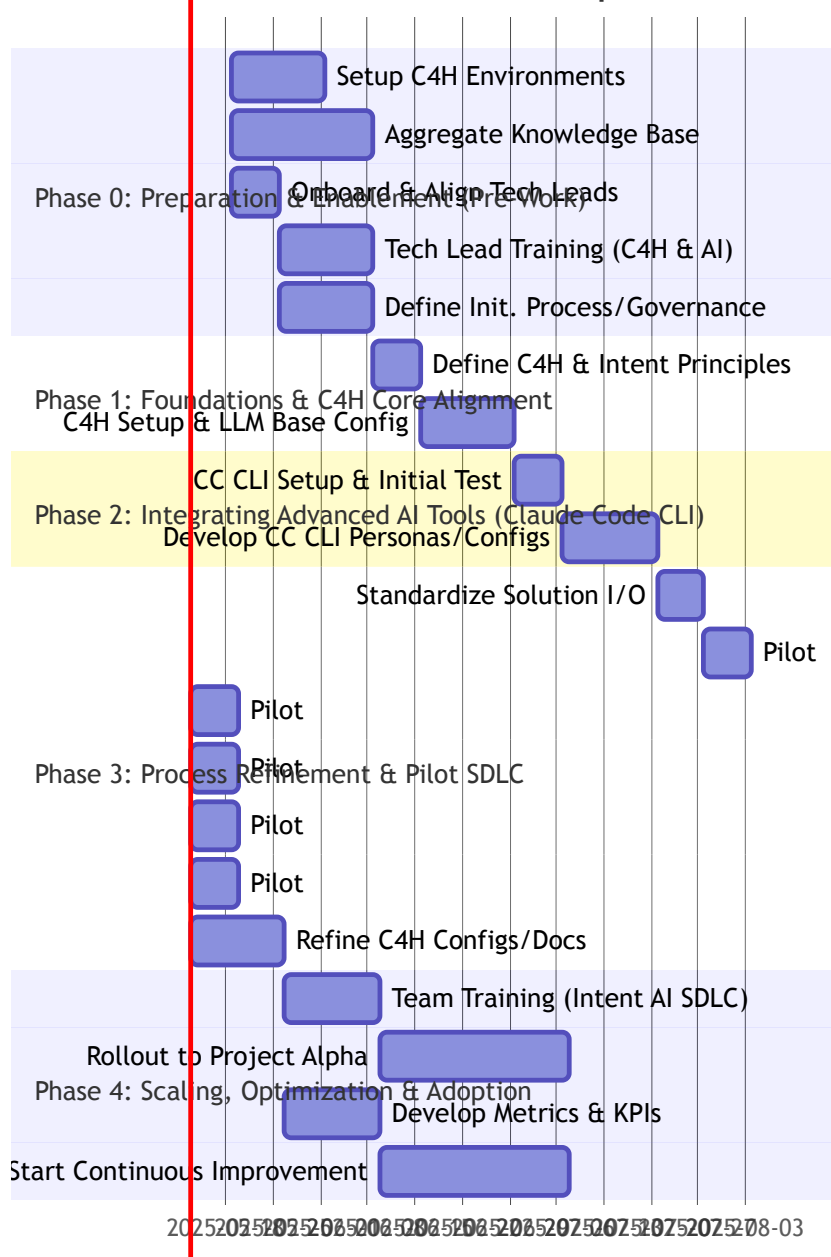 Setup C4H Environments
Aggregate Knowledge Base
Onboard & Align Tech Leads
Phase 0: Preparation & Enablement (Pre-Work)
Tech Lead Training (C4H & AI)
Define Init. Process/Governance
Define C4H & Intent Principles
Phase 1: Foundations & C4H Core Alignment
C4H Setup & LLM Base Config
CC CLI Setup & Initial Test
Phase 2: Integrating Advanced AI Tools (Claude Code CLI)
Develop CC CLI Personas/Configs
Standardize Solution I/O
Pilot
Pilot
Pilot
Phase 3: Process Refinement & Pilot SDLC
Pilot
Pilot
Refine C4H Configs/Docs
Team Training (Intent AI SDLC)
Rollout to Project Alpha
Phase 4: Scaling, Optimization & Adoption
Develop Metrics & KPIs
Start Continuous Improvement